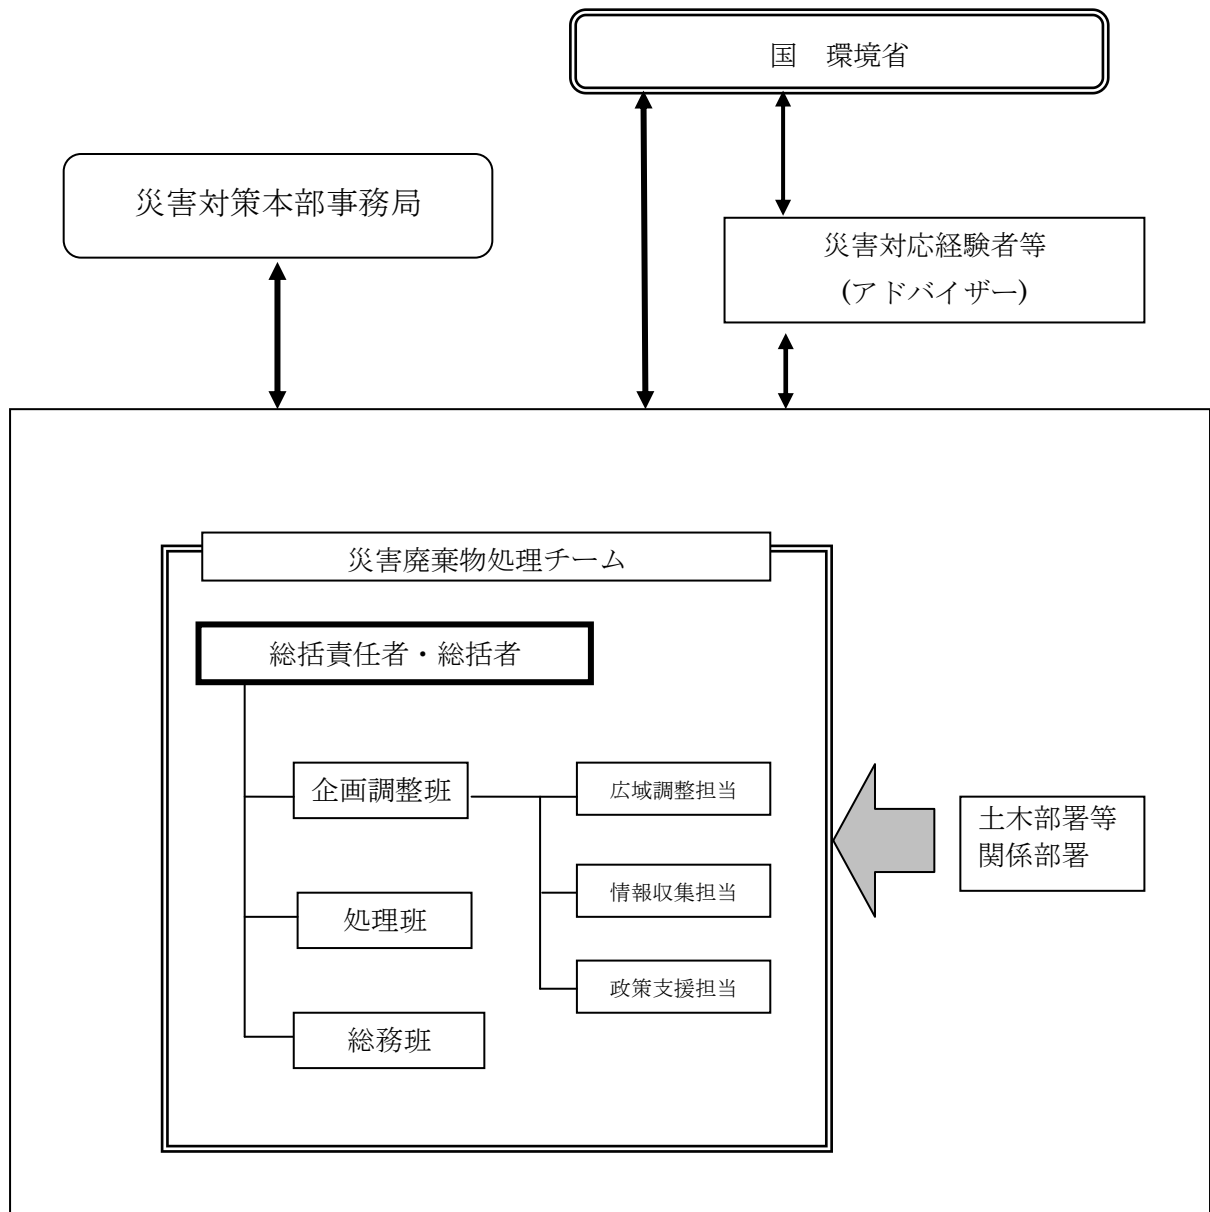 国　環境省
災害対策本部事務局
災害対応経験者等
(アドバイザー)
災害廃棄物処理チーム
総括責任者・総括者
企画調整班
広域調整担当
土木部署等
関係部署
情報収集担当
処理班
政策支援担当
総務班